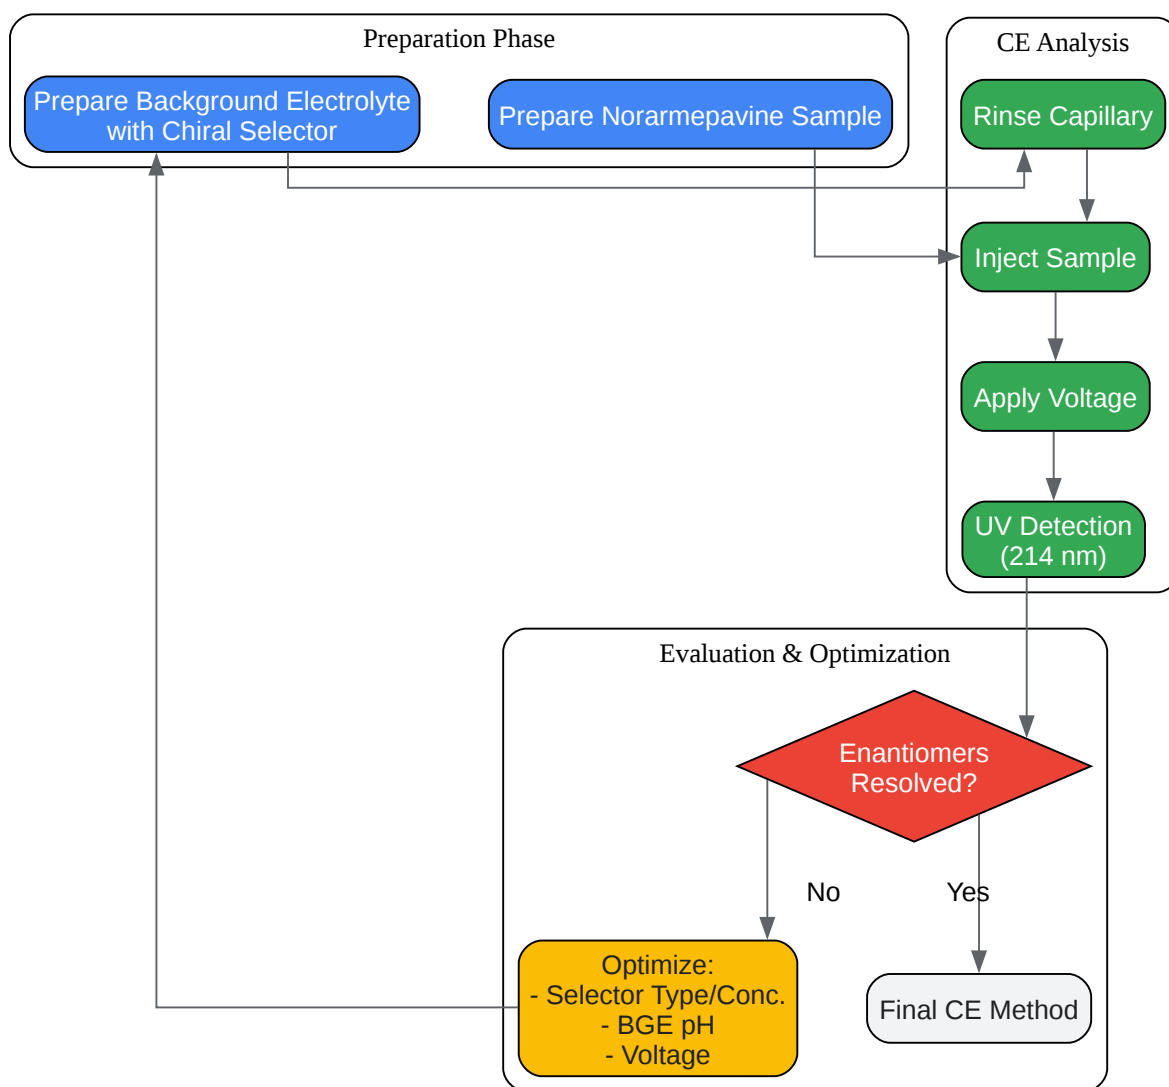 Preparation Phase
Prepare Background Electrolyte
with Chiral Selector
Prepare Norarmepavine Sample
CE Analysis
Rinse Capillary
Inject Sample
Apply Voltage
UV Detection
(214 nm)
Evaluation & Optimization
Enantiomers
Resolved?
No
Yes
Optimize:
- Selector Type/Conc.
- BGE pH
- Voltage
Final CE Method